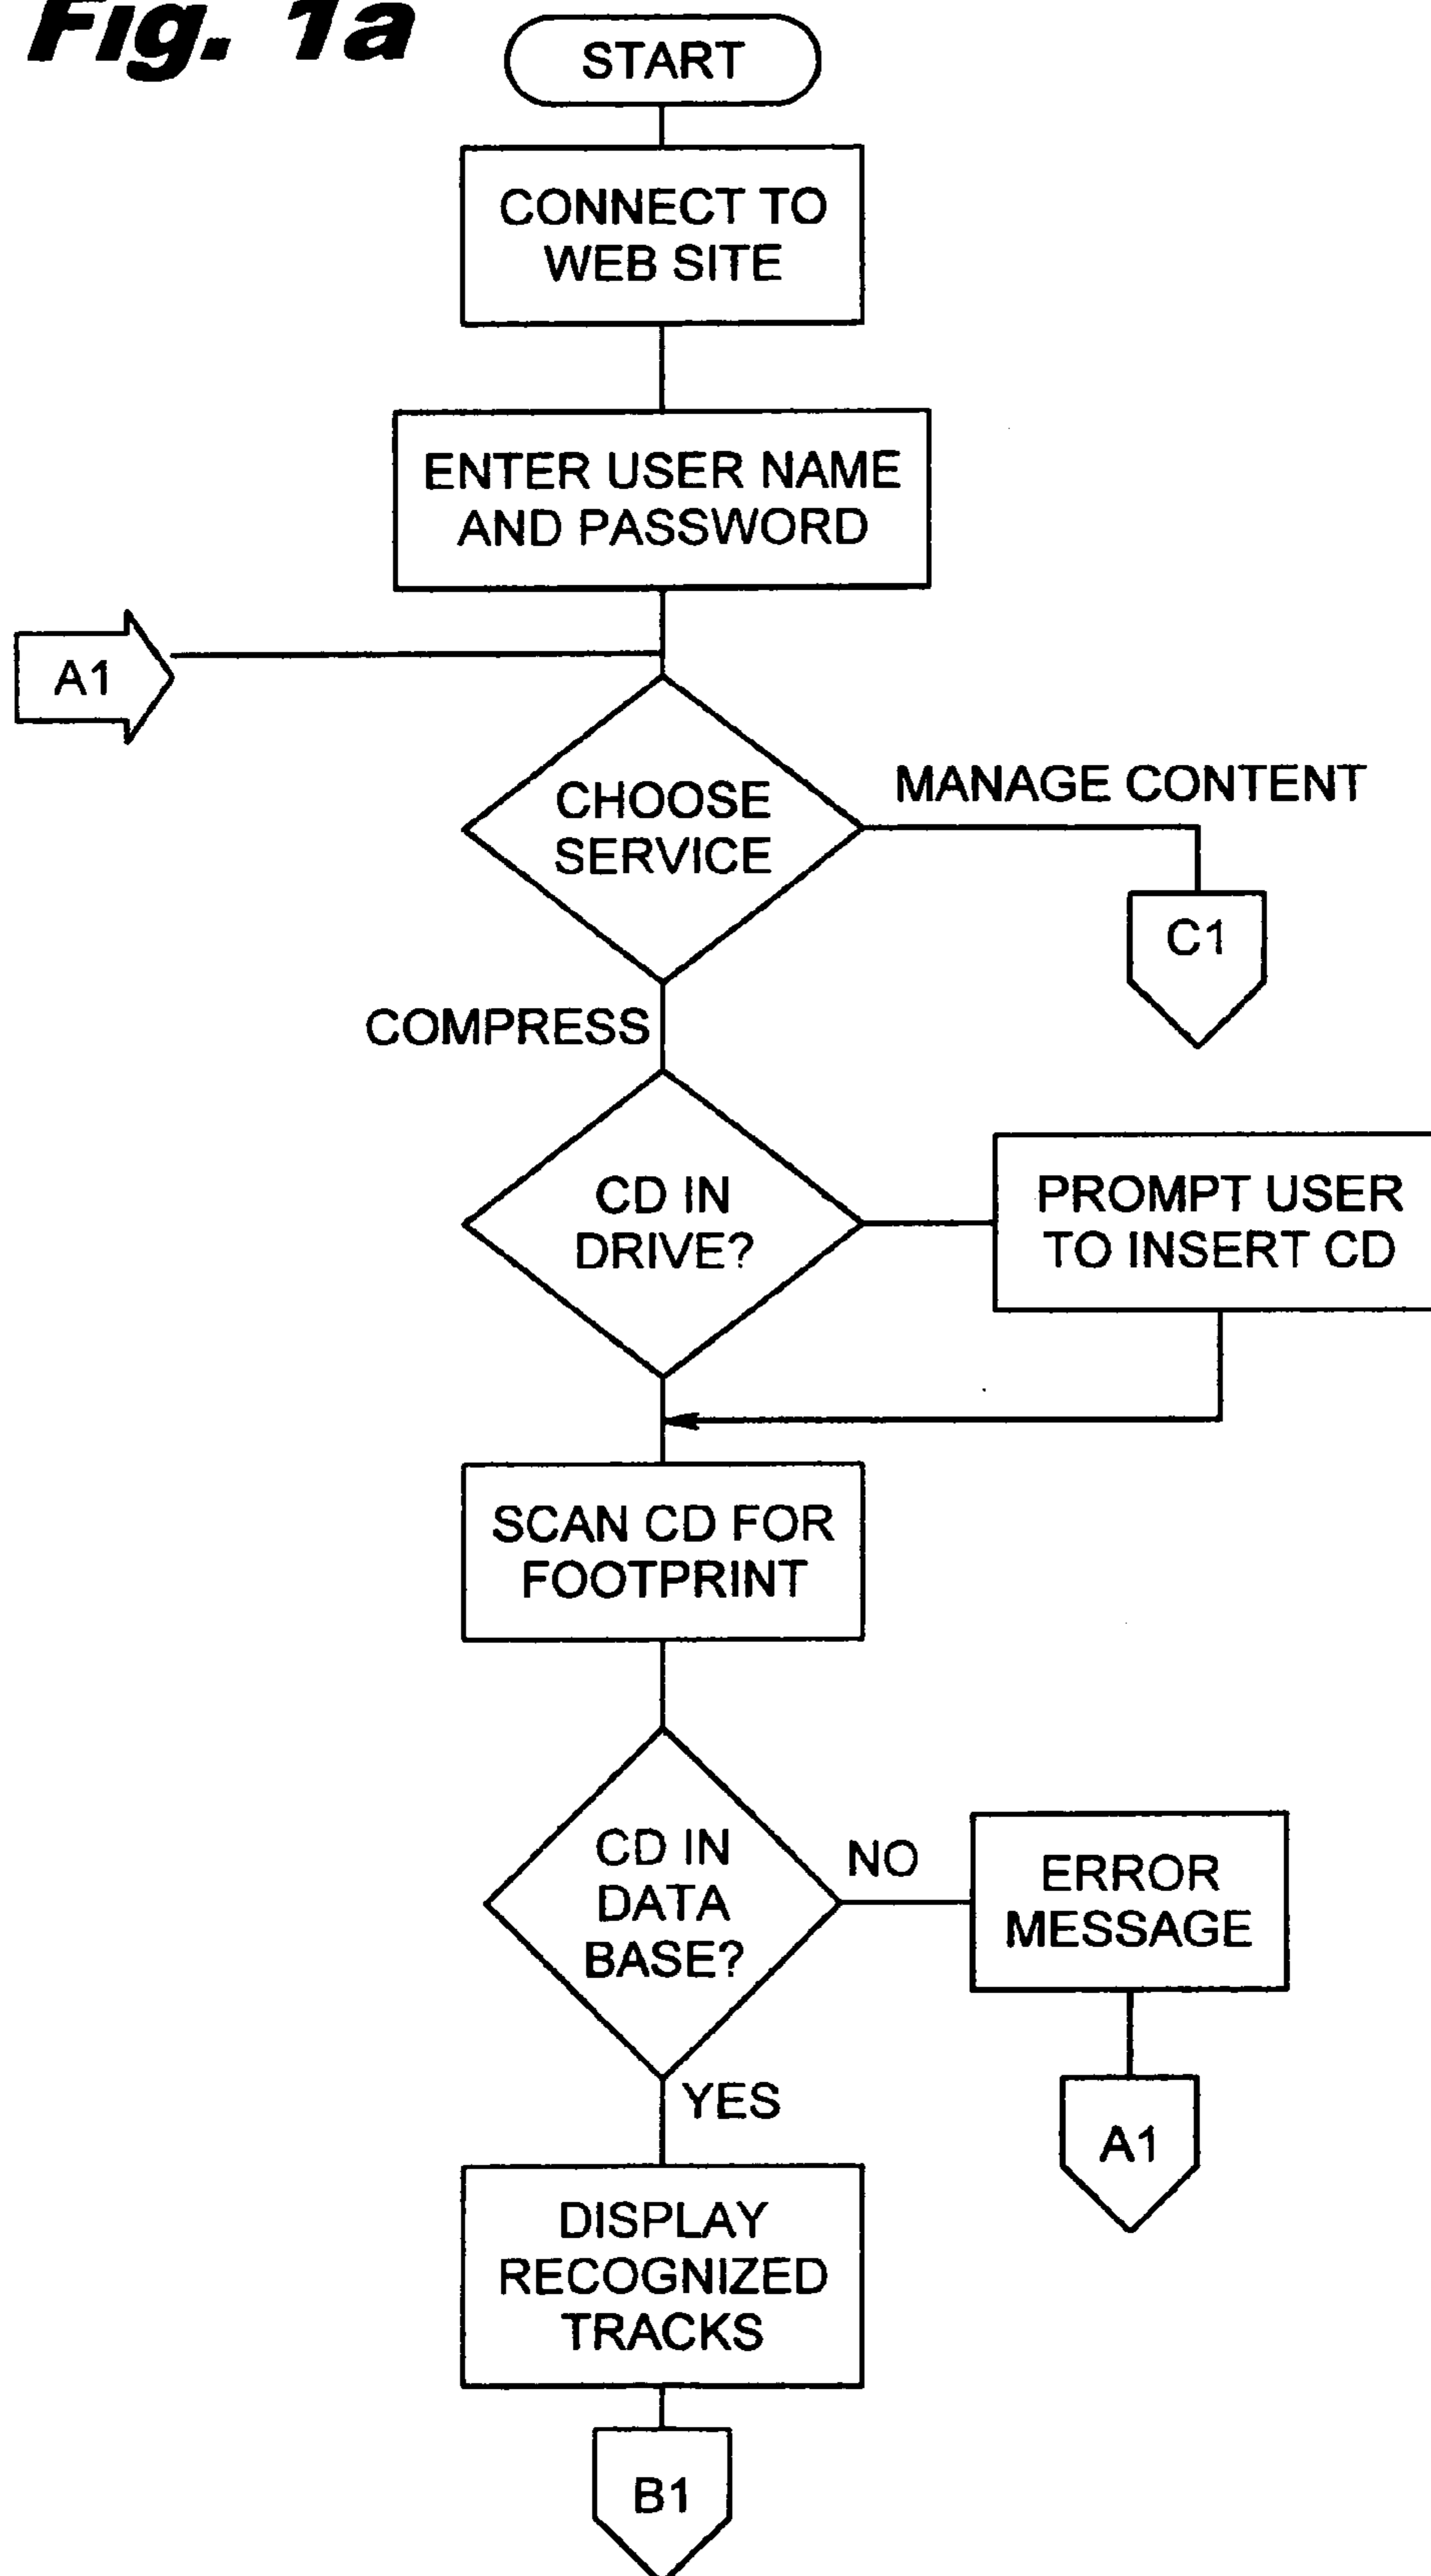 Fig. 1a
START
CONNECT TO
WEB SITE
ENTER USER NAME
AND PASSWORD
A1
CHOOSE
SERVICE
MANAGE CONTENT
C1
COMPRESS
CD IN
DRIVE?
PROMPT USER
TO INSERT CD
SCAN CD FOR
FOOTPRINT
CD IN
DATA
BASE?
NO
ERROR
MESSAGE
A1
YES
DISPLAY
RECOGNIZED
TRACKS
B1